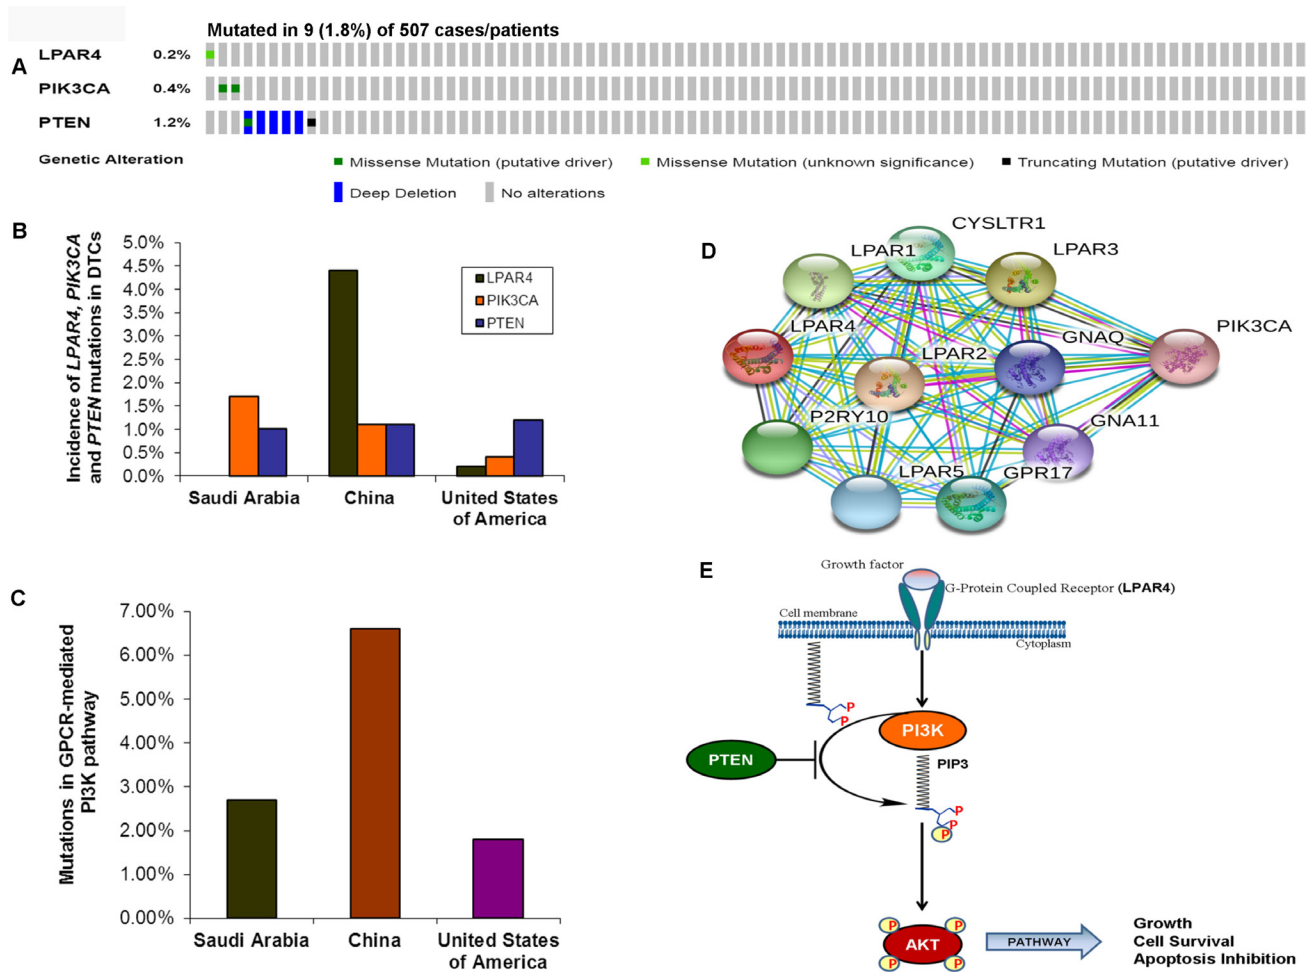 Mutated in 9 (1.8%) of 507 cases/patients
A
LPAR4 0.2%
PIK3CA 0.4%
PTEN 1.2%
Genetic Alteration
Missense Mutation (putative driver)
Missense Mutation (unknown significance)
Truncating Mutation (putative driver)
Deep Deletion
No alterations
B
Incidence of LPAR4, PIK3CA
and PTEN mutations in DTCs
5.0%
4.5%
4.0%
3.5%
3.0%
2.5%
2.0%
1.5%
1.0%
0.5%
0.0%
LPAR4
PIK3CA
PTEN
Saudi Arabia
China
United States
of America
C
Mutations in GPCR-mediated
PI3K pathway
7.00%
6.00%
5.00%
4.00%
3.00%
2.00%
1.00%
0.00%
Saudi Arabia
China
United States
of America
D
CYSLTR1
LPAR1
LPAR3
LPAR4
PIK3CA
GNAQ
LPAR2
P2RY10
GNA11
LPAR5
GPR17
E
Growth factor
G-Protein Coupled Receptor (LPAR4)
Cell membrane
Cytoplasm
P
P
PI3K
PTEN
PIP3
P
P
P
P
P
AKT
P
P
PATHWAY
Growth
Cell Survival
Apoptosis Inhibition